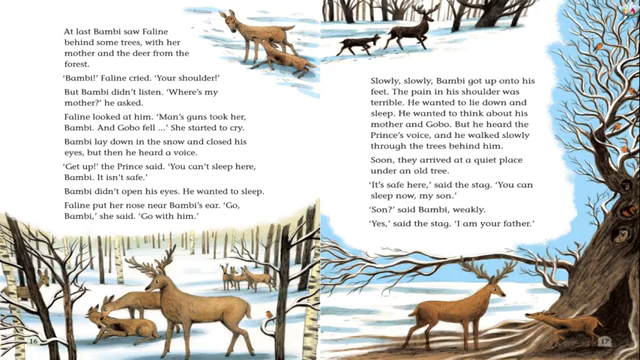 At last Bambi saw Faline
behind some trees, with her
mother and the deer from the
forest.
‘Bambi!’ Faline cried. ‘Your shoulder!’
But Bambi didn’t listen. ‘Where’s my
mother?’ he asked.
Faline looked at him. ‘Man’s guns took her,
Bambi. And Gobo fell ...’ She started to cry.
Bambi lay down in the snow and closed his
eyes, but then he heard a voice.
‘Get up!’ the Prince said. ‘You can’t sleep here,
Bambi. It isn’t safe.’
Bambi didn’t open his eyes. He wanted to sleep.
Faline put her nose near Bambi’s ear. ‘Go,
Bambi,’ she said. ‘Go with him.’
16
Slowly, slowly, Bambi got up onto his
feet. The pain in his shoulder was
terrible. He wanted to lie down and
sleep. He wanted to think about his
mother and Gobo. But he heard the
Prince’s voice, and he walked slowly
through the trees behind him.
Soon, they arrived at a quiet place
under an old tree.
‘It’s safe here,’ said the stag. ‘You can
sleep now, my son.’
‘Son?’ said Bambi, weakly.
‘Yes,’ said the stag. ‘I am your father.’
17